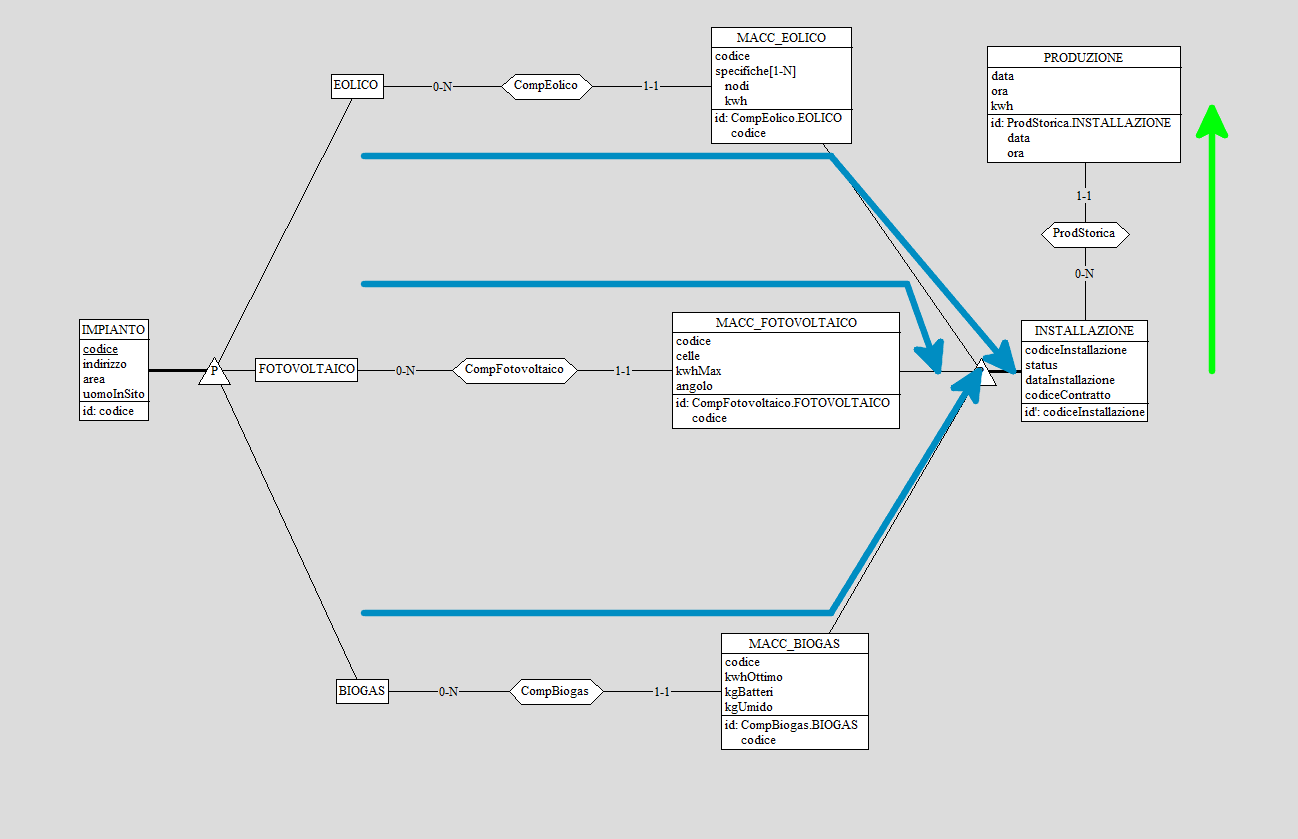 EOLICO
0-N
CompEolico
1-1
MACC_EOLICO
codice
specifiche[1-N]
nodi
kwh
id: CompEolico.EOLICO
codice
PRODUZIONE
data
ora
kwh
id: ProdStorica.INSTALLAZIONE
data
ora
1-1
ProdStorica
0-N
IMPIANTO
codice
indirizzo
area
uomoInSito
id: codice
P
FOTOVOLTAICO
0-N
CompFotovoltaico
1-1
MACC_FOTOVOLTAICO
codice
celle
kwhMax
angolo
id: CompFotovoltaico.FOTOVOLTAICO
codice
INSTALLAZIONE
codiceInstallazione
status
dataInstallazione
codiceContratto
id': codiceInstallazione
BIOGAS
0-N
CompBiogas
1-1
MACC_BIOGAS
codice
kwhOttimo
kgBatteri
kgUmido
id: CompBiogas.BIOGAS
codice